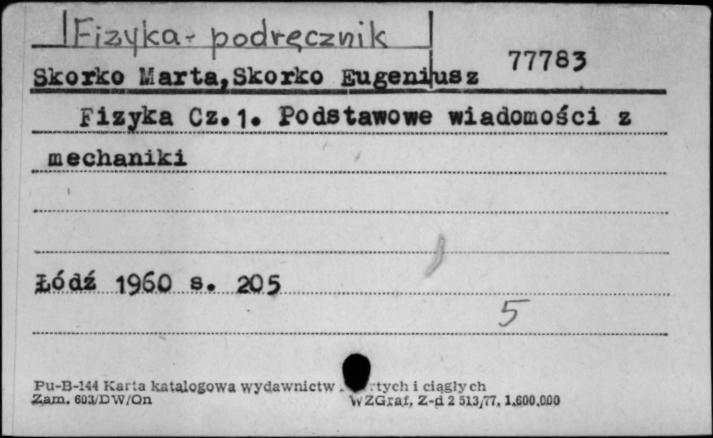 Fizyka - podręcznik
77783
Skorko Marta,Skorko Eugeniusz
Fizyka Cz.1. Podstawowe wiadomości z
mechaniki
Łódź 1960 s. 205
5
Pu-B-144 Karta katalogowa wydawnictw i ciągłych
Zam. 603/DW/On WZGraf. Z-d 2 513/77. 1.600.000